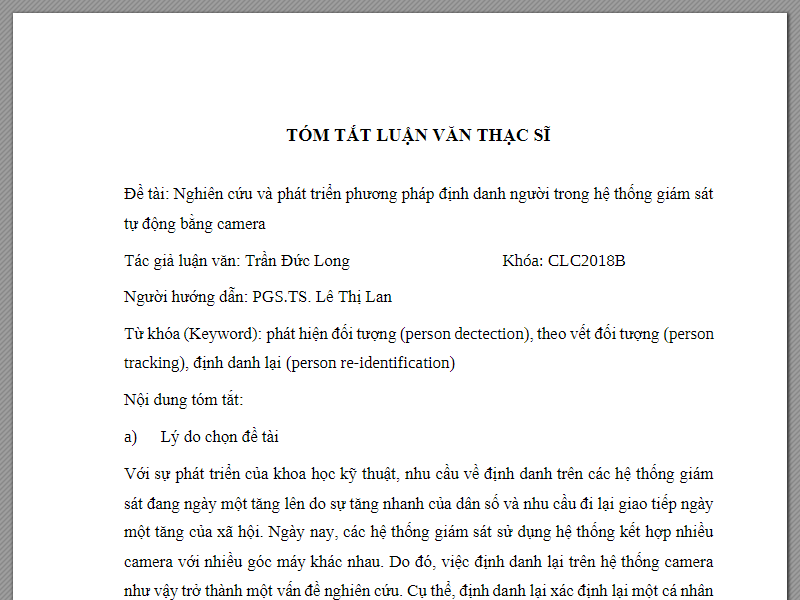 TÓM TẮT LUẬN VĂN THẠC SĨ
Đề tài: Nghiên cứu và phát triển phương pháp định danh người trong hệ thống giám sát
tự động bằng camera
Tác giả luận văn: Trần Đức Long Khóa: CLC2018B
Người hướng dẫn: PGS.TS. Lê Thị Lan
Từ khóa (Keyword): phát hiện đối tượng (person dectection), theo vết đối tượng (person
tracking), định danh lại (person re-identification)
Nội dung tóm tắt:
a) Lý do chọn đề tài
Với sự phát triển của khoa học kỹ thuật, nhu cầu về định danh trên các hệ thống giám
sát đang ngày một tăng lên do sự tăng nhanh của dân số và nhu cầu đi lại giao tiếp ngày
một tăng của xã hội. Ngày nay, các hệ thống giám sát sử dụng hệ thống kết hợp nhiều
camera với nhiều góc máy khác nhau. Do đó, việc định danh lại trên hệ thống camera
như vậy trở thành một vấn đề nghiên cứu. Cụ thể, định danh lại xác định lại một cá nhân